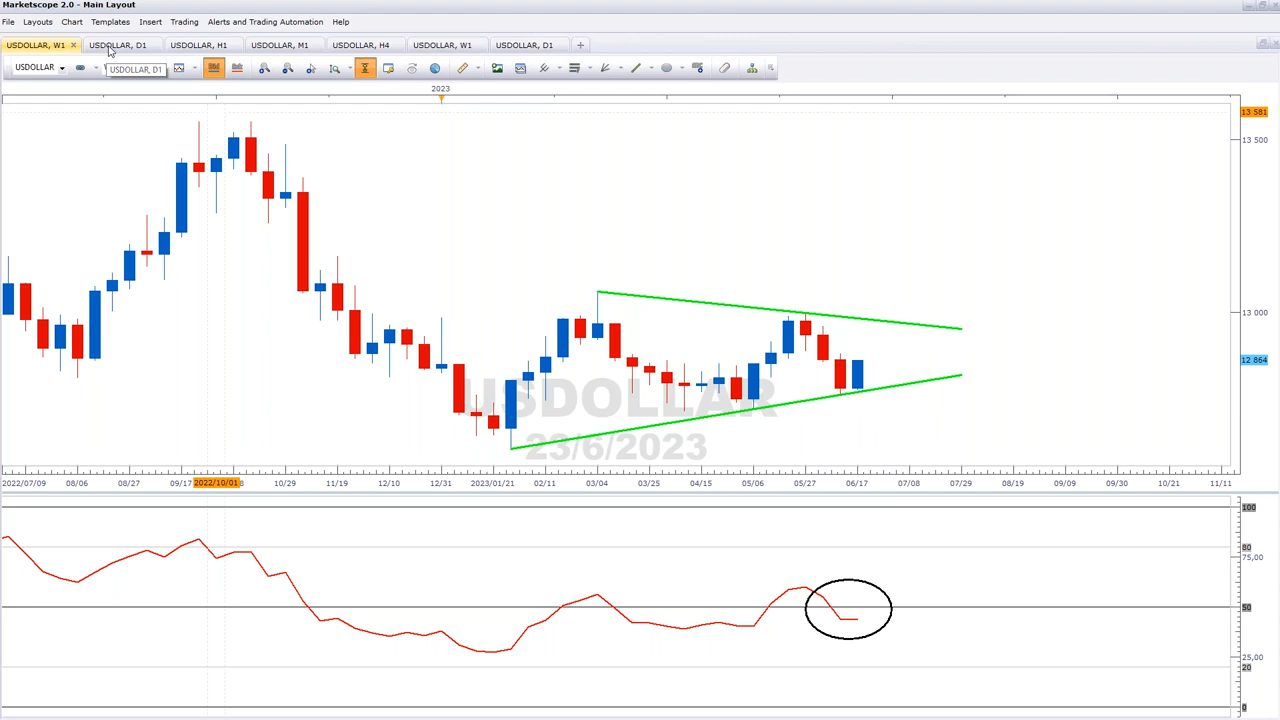 Marketscope 2.0 - Main Layout
File Layouts Chart Templates Insert Trading Alerts and Trading Automation Help
USDOLLAR, W1 USDOLLAR, D1 USDOLLAR, H1 USDOLLAR, M1 USDOLLAR, H4 USDOLLAR, W1 USDOLLAR, D1
USDOLLAR
USDOLLAR, D1
2023
13 581
13 500
13 000
12 864
USDOLLAR
23/6/2023
2022/07/09 08/06 08/27 09/17 2022/10/01 10/29 11/19 12/10 12/31 2023/01/21 02/11 03/04 03/25 04/15 05/06 05/27 06/17 07/08 07/29 08/19 09/09 09/30 10/21 11/11
100
80
75,00
50
25,00
20
0